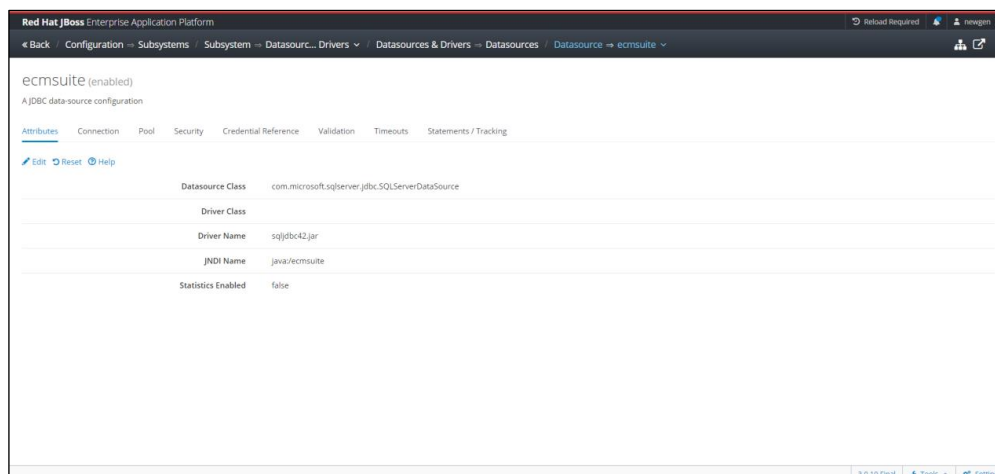 Red Hat JBoss Enterprise Application Platform Reload Required newgen
« Back / Configuration ⇒ Subsystems / Subsystem ⇒ Datasourc... Drivers / Datasources & Drivers ⇒ Datasources / Datasource ⇒ ecmsuite
ecmsuite (enabled)
A JDBC data-source configuration
Attributes Connection Pool Security Credential Reference Validation Timeouts Statements / Tracking
Edit Reset Help
Datasource Class com.microsoft.sqlserver.jdbc.SQLServerDataSource
Driver Class
Driver Name sqljdbc42.jar
JNDI Name java:/ecmsuite
Statistics Enabled false
Tools